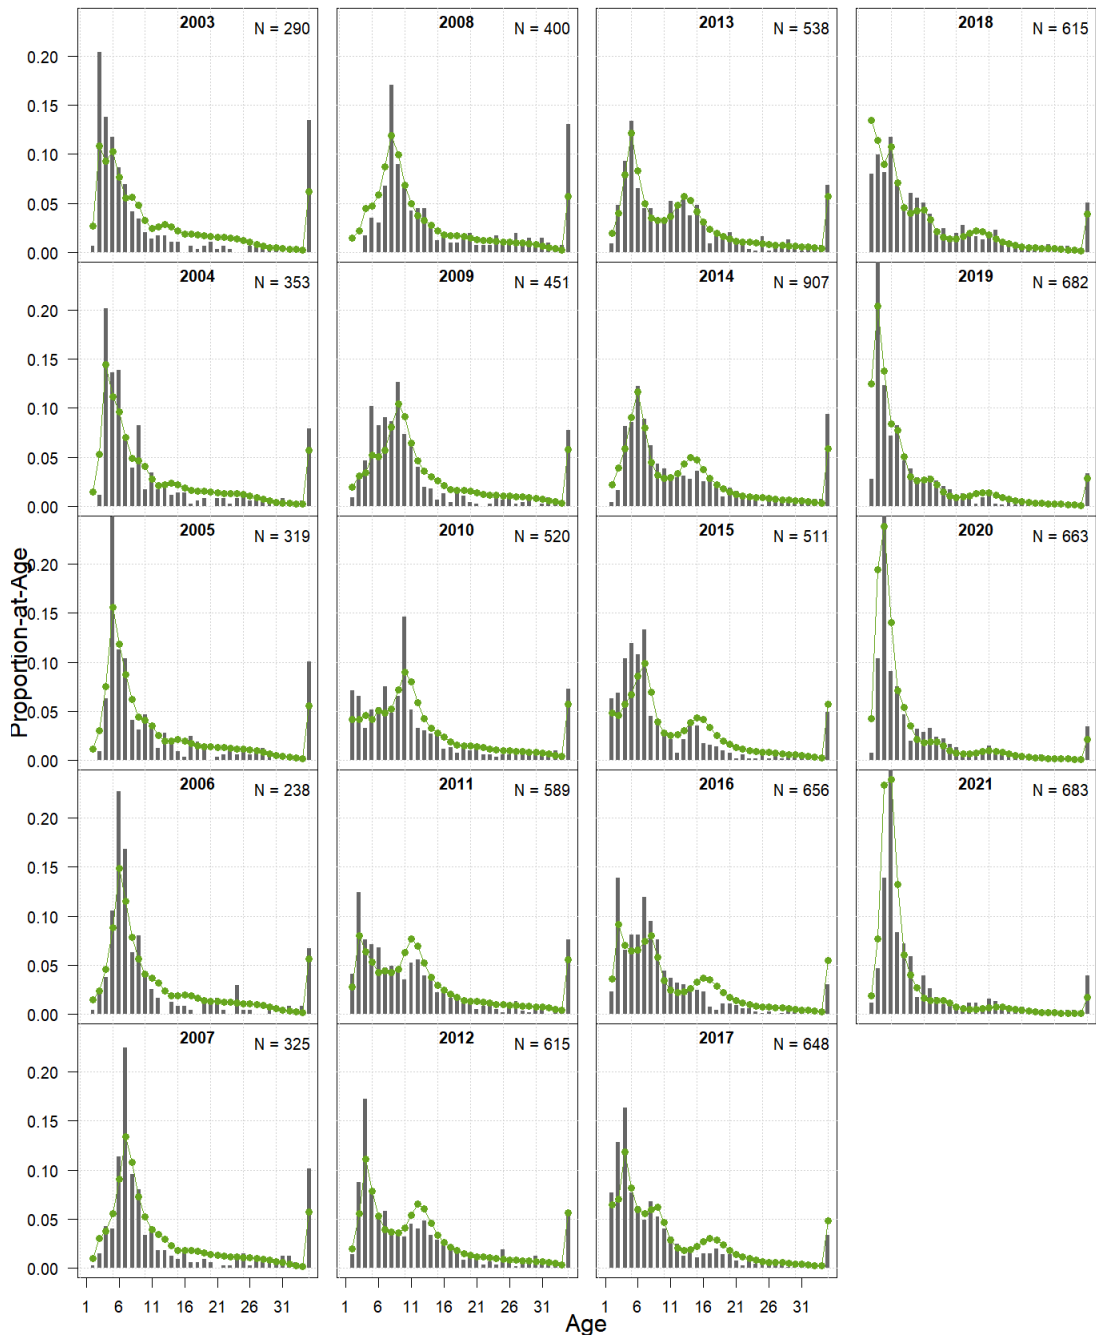 2003 N = 290
2008 N = 400
2013 N = 538
2018 N = 615
0.20
0.15
0.10
0.05
0.00
2004 N = 353
2009 N = 451
2014 N = 907
2019 N = 682
0.20
0.15
0.10
0.05
0.00
2005 N = 319
2010 N = 520
2015 N = 511
2020 N = 663
Proportion-at-Age
0.20
0.15
0.10
0.05
0.00
2006 N = 238
2011 N = 589
2016 N = 656
2021 N = 683
0.20
0.15
0.10
0.05
0.00
2007 N = 325
2012 N = 615
2017 N = 648
0.20
0.15
0.10
0.05
0.00
1 6 11 16 21 26 31
1 6 11 16 21 26 31
1 6 11 16 21 26 31
Age